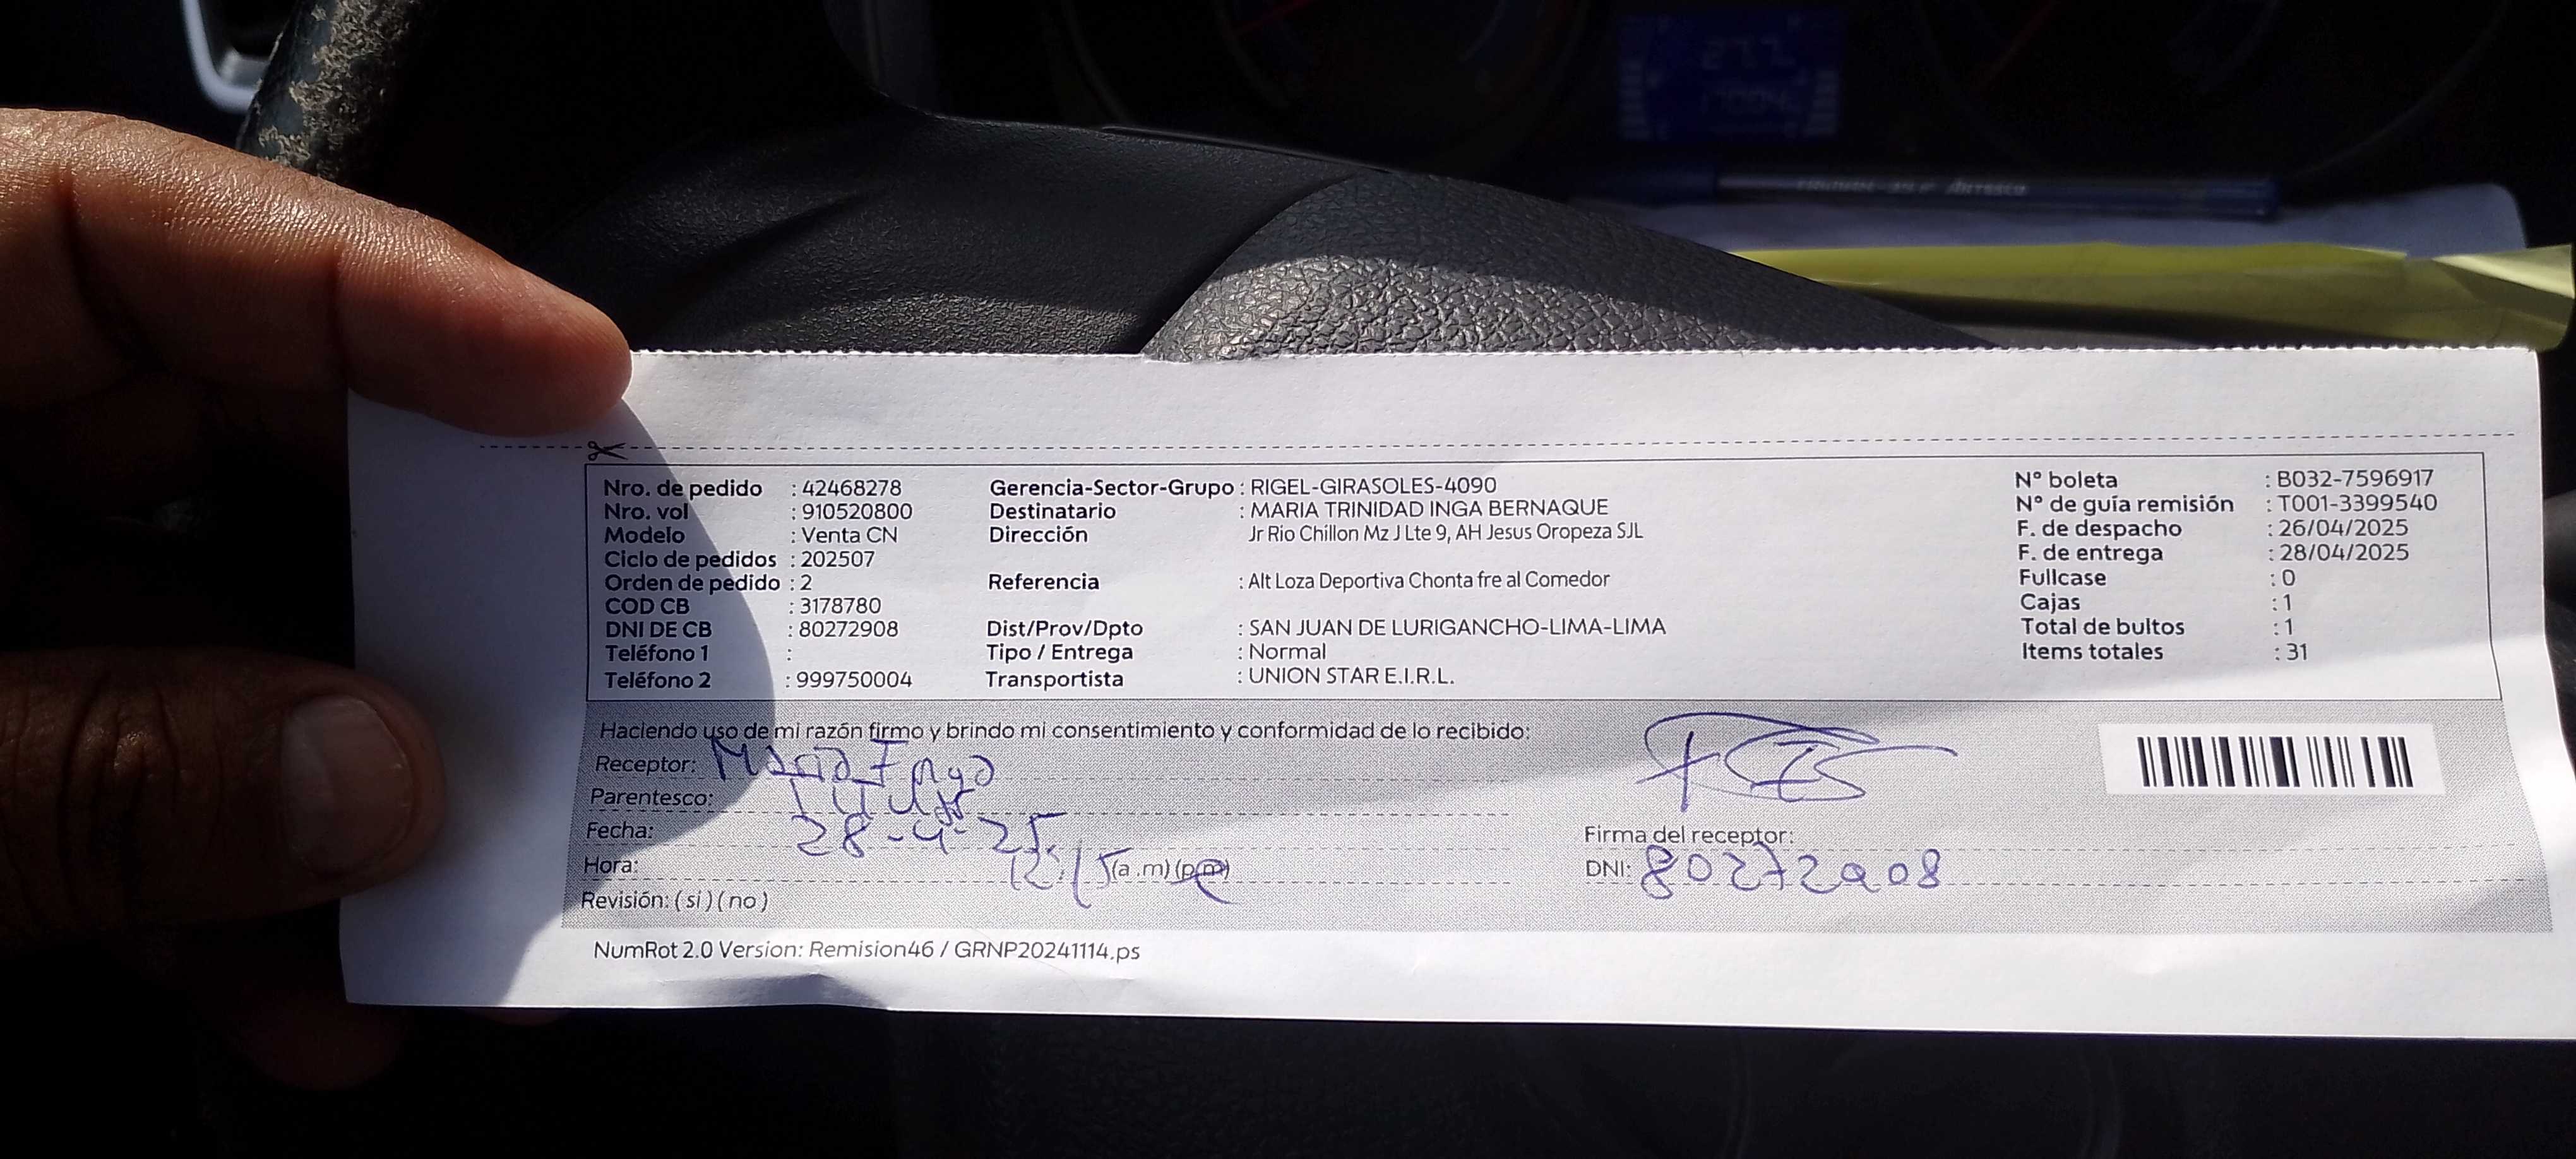 Nro. de pedido : 42468278
Nro. vol : 910520800
Modelo : Venta CN
Ciclo de pedidos : 202507
Orden de pedido : 2
COD CB : 3178780
DNI DE CB : 80272908
Teléfono 1 :
Teléfono 2 : 999750004
Gerencia-Sector-Grupo : RIGEL-GIRASOLES-4090
Destinatario : MARIA TRINIDAD INGA BERNAQUE
Dirección Jr Rio Chillon Mz J Lte 9, AH Jesus Oropeza SJL
Referencia : Alt Loza Deportiva Chonta fre al Comedor
Dist/Prov/Dpto : SAN JUAN DE LURIGANCHO-LIMA-LIMA
Tipo / Entrega : Normal
Transportista : UNION STAR E.I.R.L.
Nº boleta : B032-7596917
Nº de guía remisión : T001-3399540
F. de despacho : 26/04/2025
F. de entrega : 28/04/2025
Fullcase : 0
Cajas : 1
Total de bultos : 1
Items totales : 31
Haciendo uso de mi razón firmo y brindo mi consentimiento y conformidad de lo recibido:
Receptor: Maria Inga
Parentesco: Titular
Fecha: 28-4-25
Hora: 12:15 (a .m) (p.m)
Revisión: ( si ) ( no )
Firma del receptor:
DNI: 80272908
NumRot 2.0 Version: Remision46 / GRNP20241114.ps